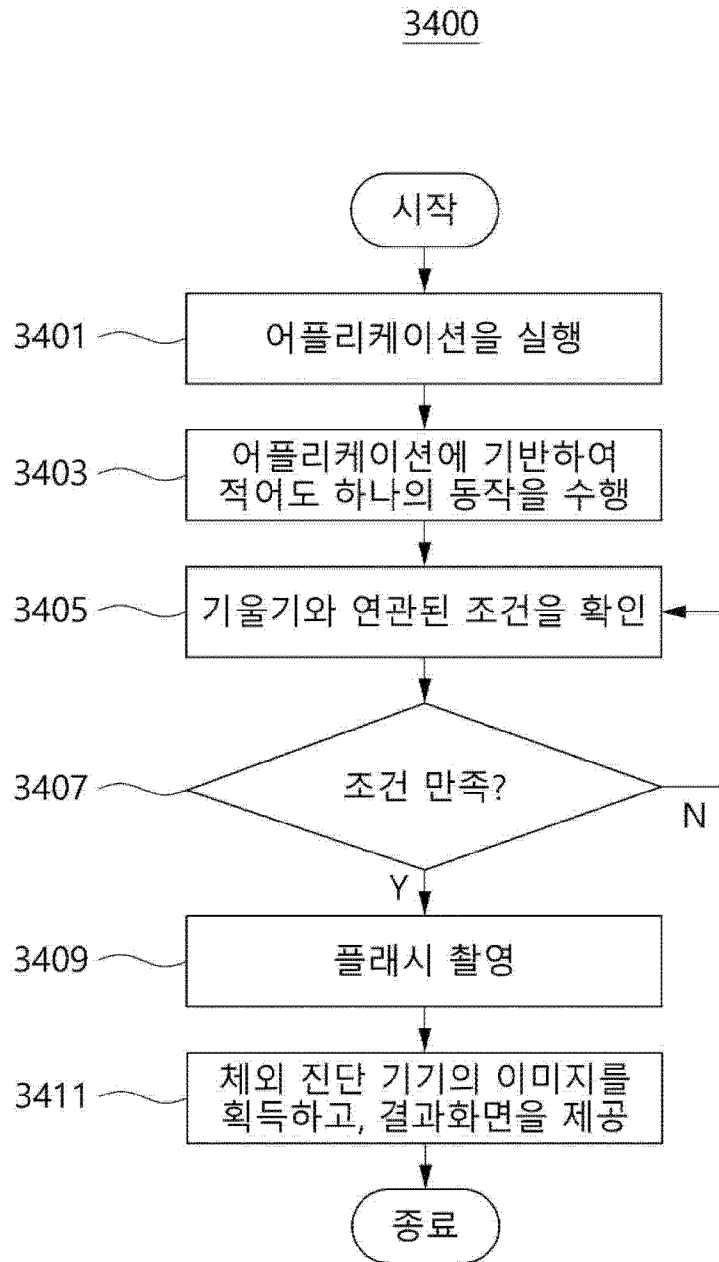 3400
시작
3401
어플리케이션을 실행
3403
어플리케이션에 기반하여
적어도 하나의 동작을 수행
3405
기울기와 연관된 조건을 확인
3407
조건 만족?
N
Y
3409
플래시 촬영
3411
체외 진단 기기의 이미지를
획득하고, 결과화면을 제공
종료